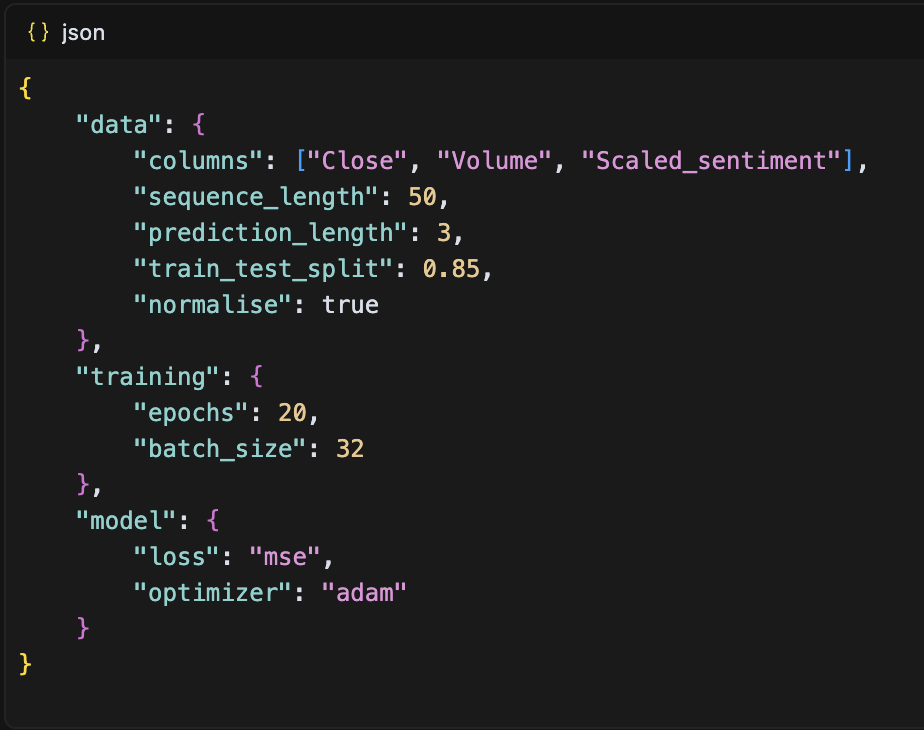 {} json
{
    "data": {
        "columns": ["Close", "Volume", "Scaled_sentiment"],
        "sequence_length": 50,
        "prediction_length": 3,
        "train_test_split": 0.85,
        "normalise": true
    },
    "training": {
        "epochs": 20,
        "batch_size": 32
    },
    "model": {
        "loss": "mse",
        "optimizer": "adam"
    }
}